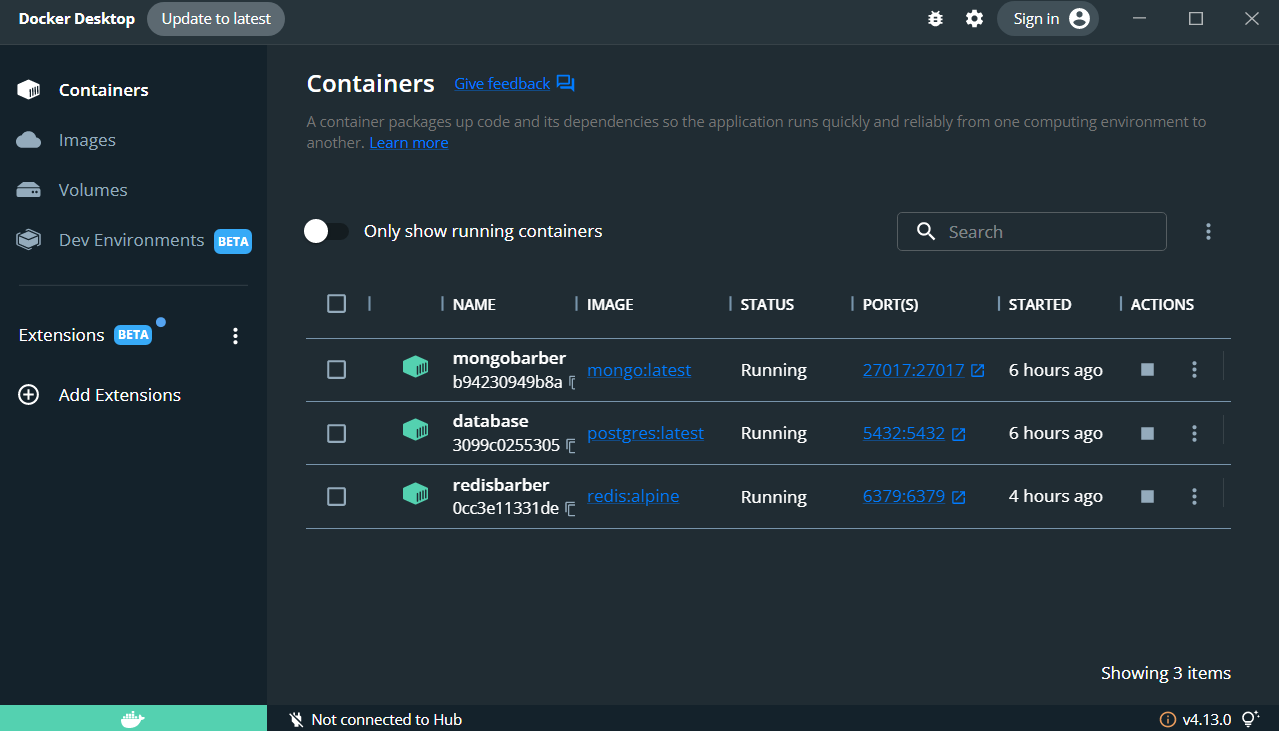 Docker Desktop Update to latest Sign in
Containers
Images
Volumes
Dev Environments BETA
Extensions BETA
Add Extensions
Containers Give feedback
A container packages up code and its dependencies so the application runs quickly and reliably from one computing environment to
another. Learn more
Only show running containers Search
NAME IMAGE STATUS PORT(S) STARTED ACTIONS
mongobarber
b94230949b8a mongo:latest Running 27017:27017 6 hours ago
database
3099c0255305 postgres:latest Running 5432:5432 6 hours ago
redisbarber
0cc3e11331de redis:alpine Running 6379:6379 4 hours ago
Showing 3 items
Not connected to Hub v4.13.0